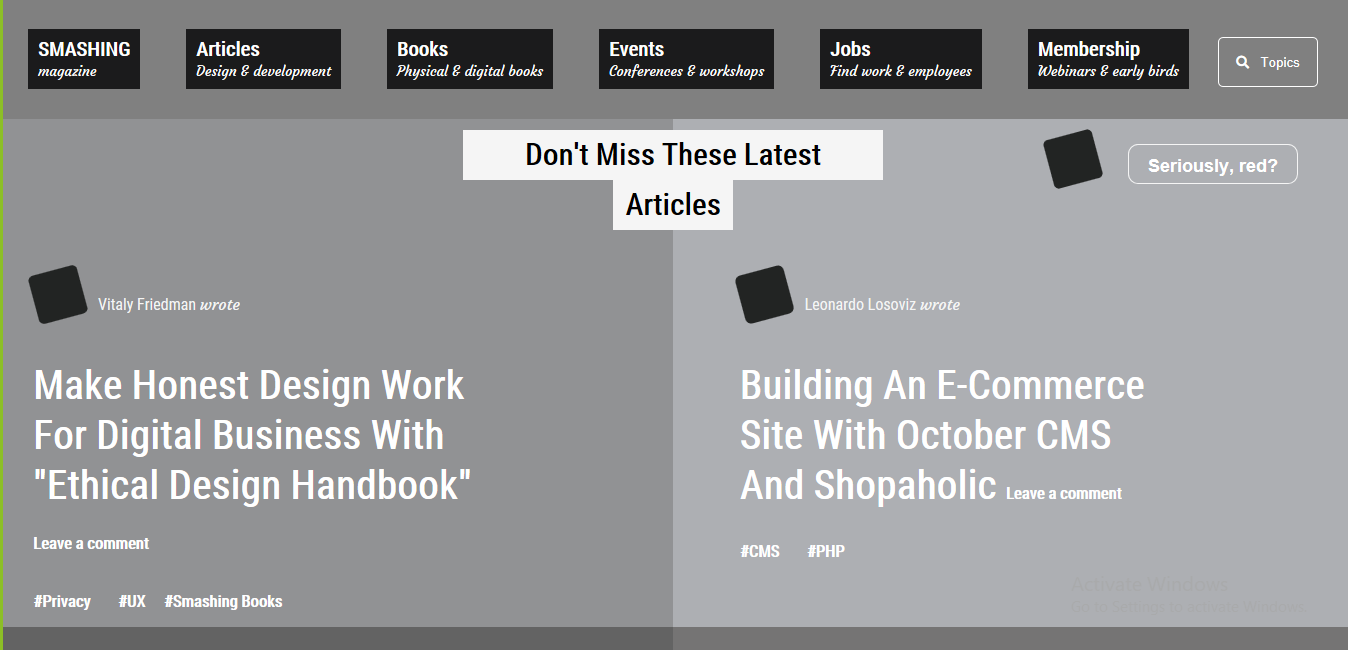 SMASHING
magazine
Articles
Design & development
Books
Physical & digital books
Events
Conferences & workshops
Jobs
Find work & employees
Membership
Webinars & early birds
Topics
Don't Miss These Latest
Articles
Seriously, red?
Vitaly Friedman wrote
Make Honest Design Work
For Digital Business With
"Ethical Design Handbook"
Leave a comment
#Privacy #UX #Smashing Books
Leonardo Losoviz wrote
Building An E-Commerce
Site With October CMS
And Shopaholic Leave a comment
#CMS #PHP
Activate Windows
Go to Settings to activate Windows.